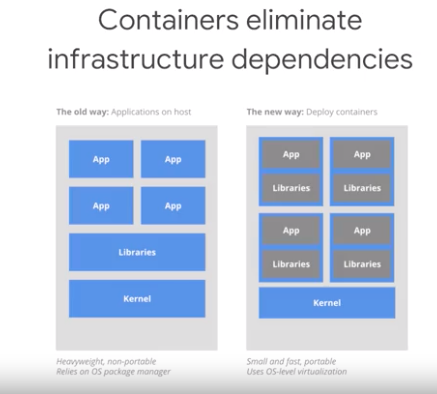 Containers eliminate
infrastructure dependencies
The old way: Applications on host
App App
App App
Libraries
Kernel
Heavyweight, non-portable
Relies on OS package manager
The new way: Deploy containers
App App
Libraries Libraries
App App
Libraries Libraries
Kernel
Small and fast, portable
Uses OS-level virtualization